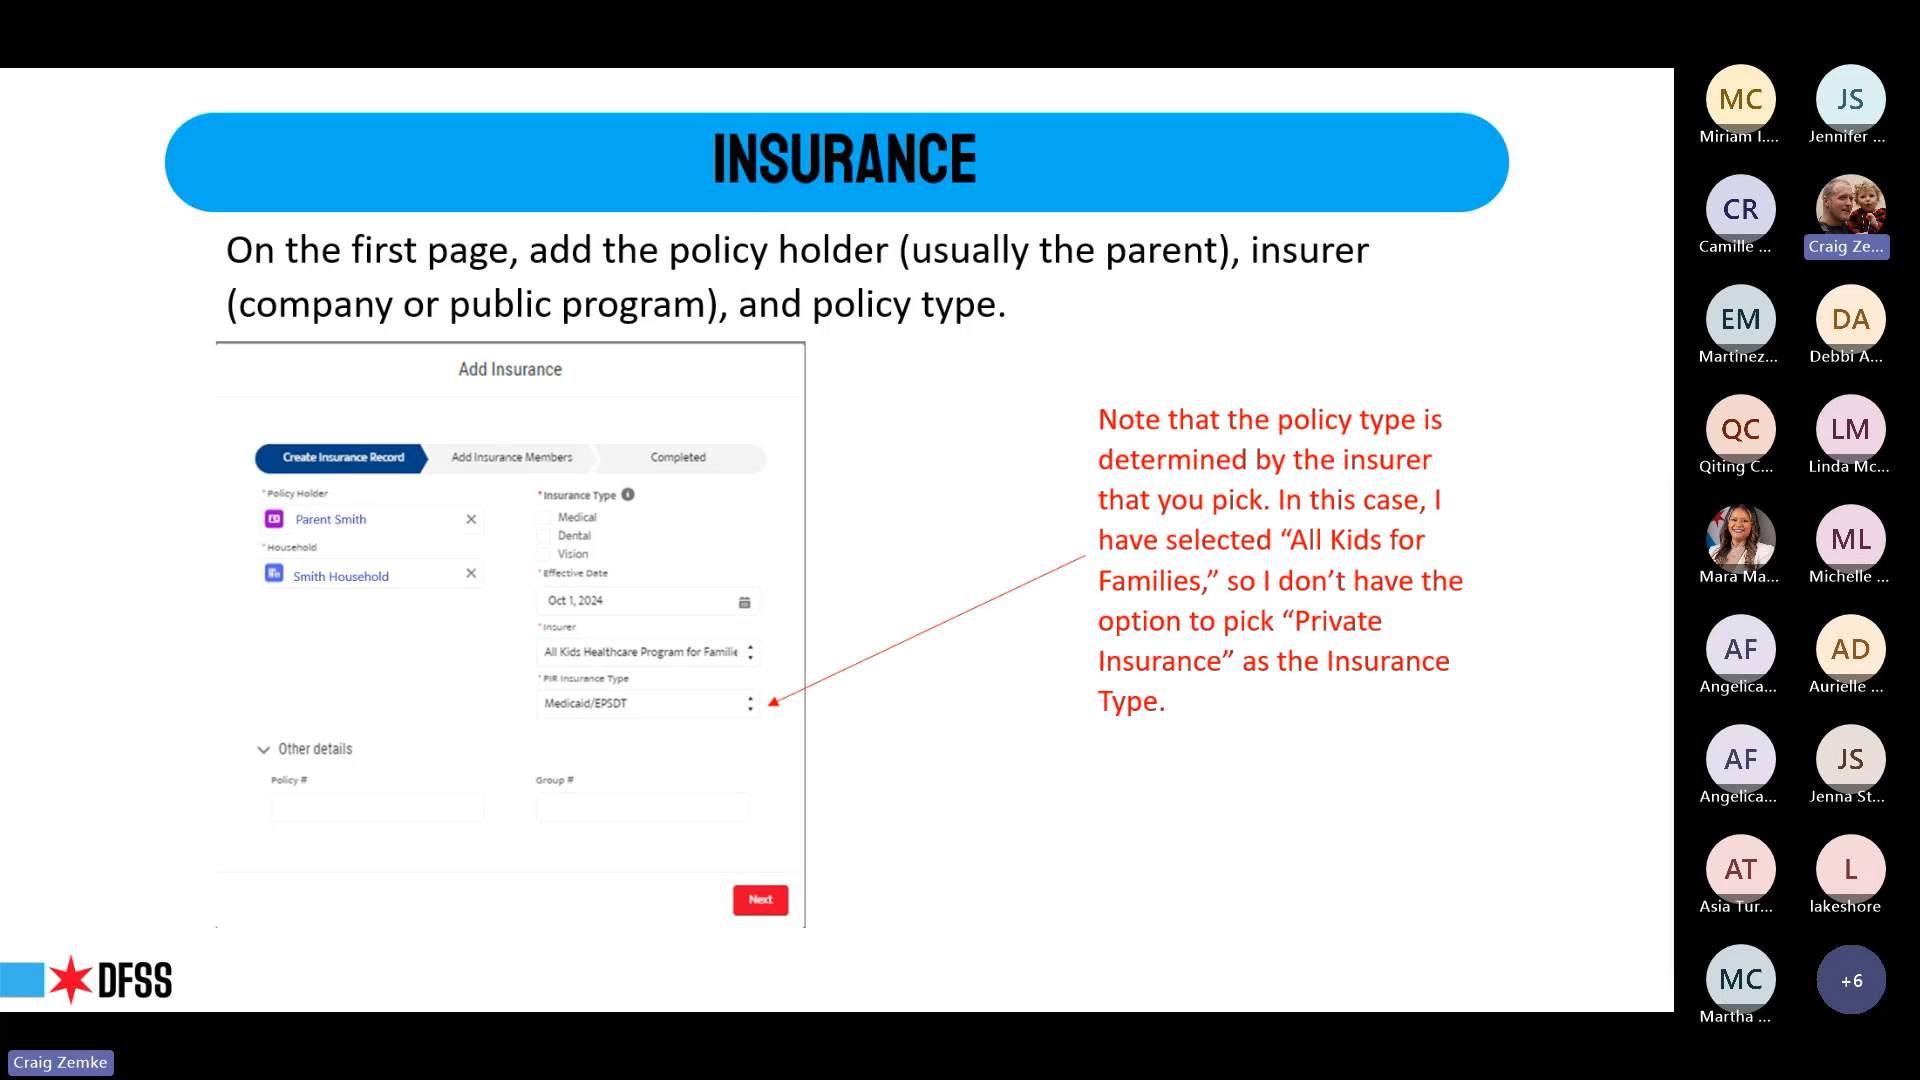 INSURANCE
On the first page, add the policy holder (usually the parent), insurer
(company or public program), and policy type.
Add Insurance
Create Insurance Record
Add Insurance Members
Completed
*Policy Holder
Parent Smith
*Household
Smith Household
*Insurance Type
Medical
Dental
Vision
*Effective Date
Oct 1, 2024
*Insurer
All Kids Healthcare Program for Familie
*PIR Insurance Type
Medicaid/EPSDT
Other details
Policy #
Group #
Next
Note that the policy type is
determined by the insurer
that you pick. In this case, I
have selected “All Kids for
Families,” so I don’t have the
option to pick “Private
Insurance” as the Insurance
Type.
DFSS
Craig Zemke
MC
Miriam I....
JS
Jennifer ...
CR
Camille ...
Craig Ze...
EM
Martinez...
DA
Debbi A...
QC
Qiting C...
LM
Linda Mc...
Mara Ma...
ML
Michelle ...
AF
Angelica...
AD
Aurielle ...
AF
Angelica...
JS
Jenna St...
AT
Asia Tur...
L
lakeshore
MC
Martha ...
+6